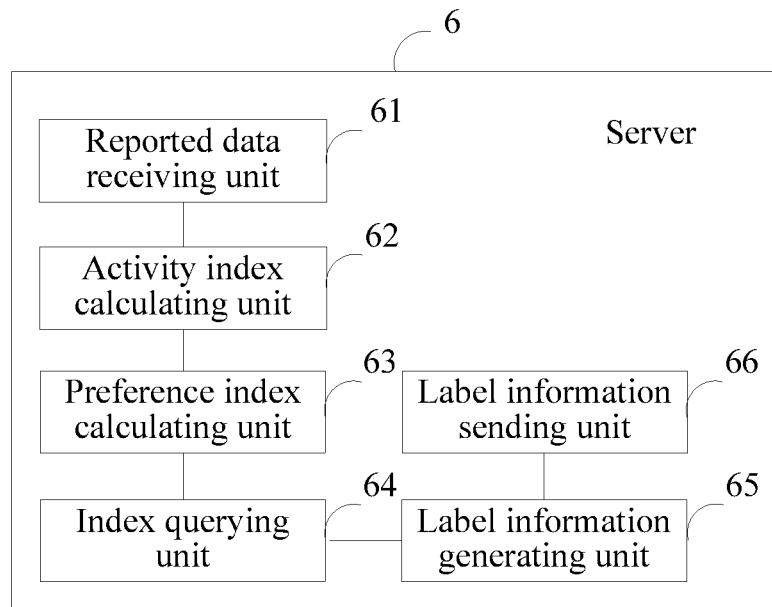 6
Server
61
Reported data
receiving unit
62
Activity index
calculating unit
63
Preference index
calculating unit
66
Label information
sending unit
64
Index querying
unit
65
Label information
generating unit